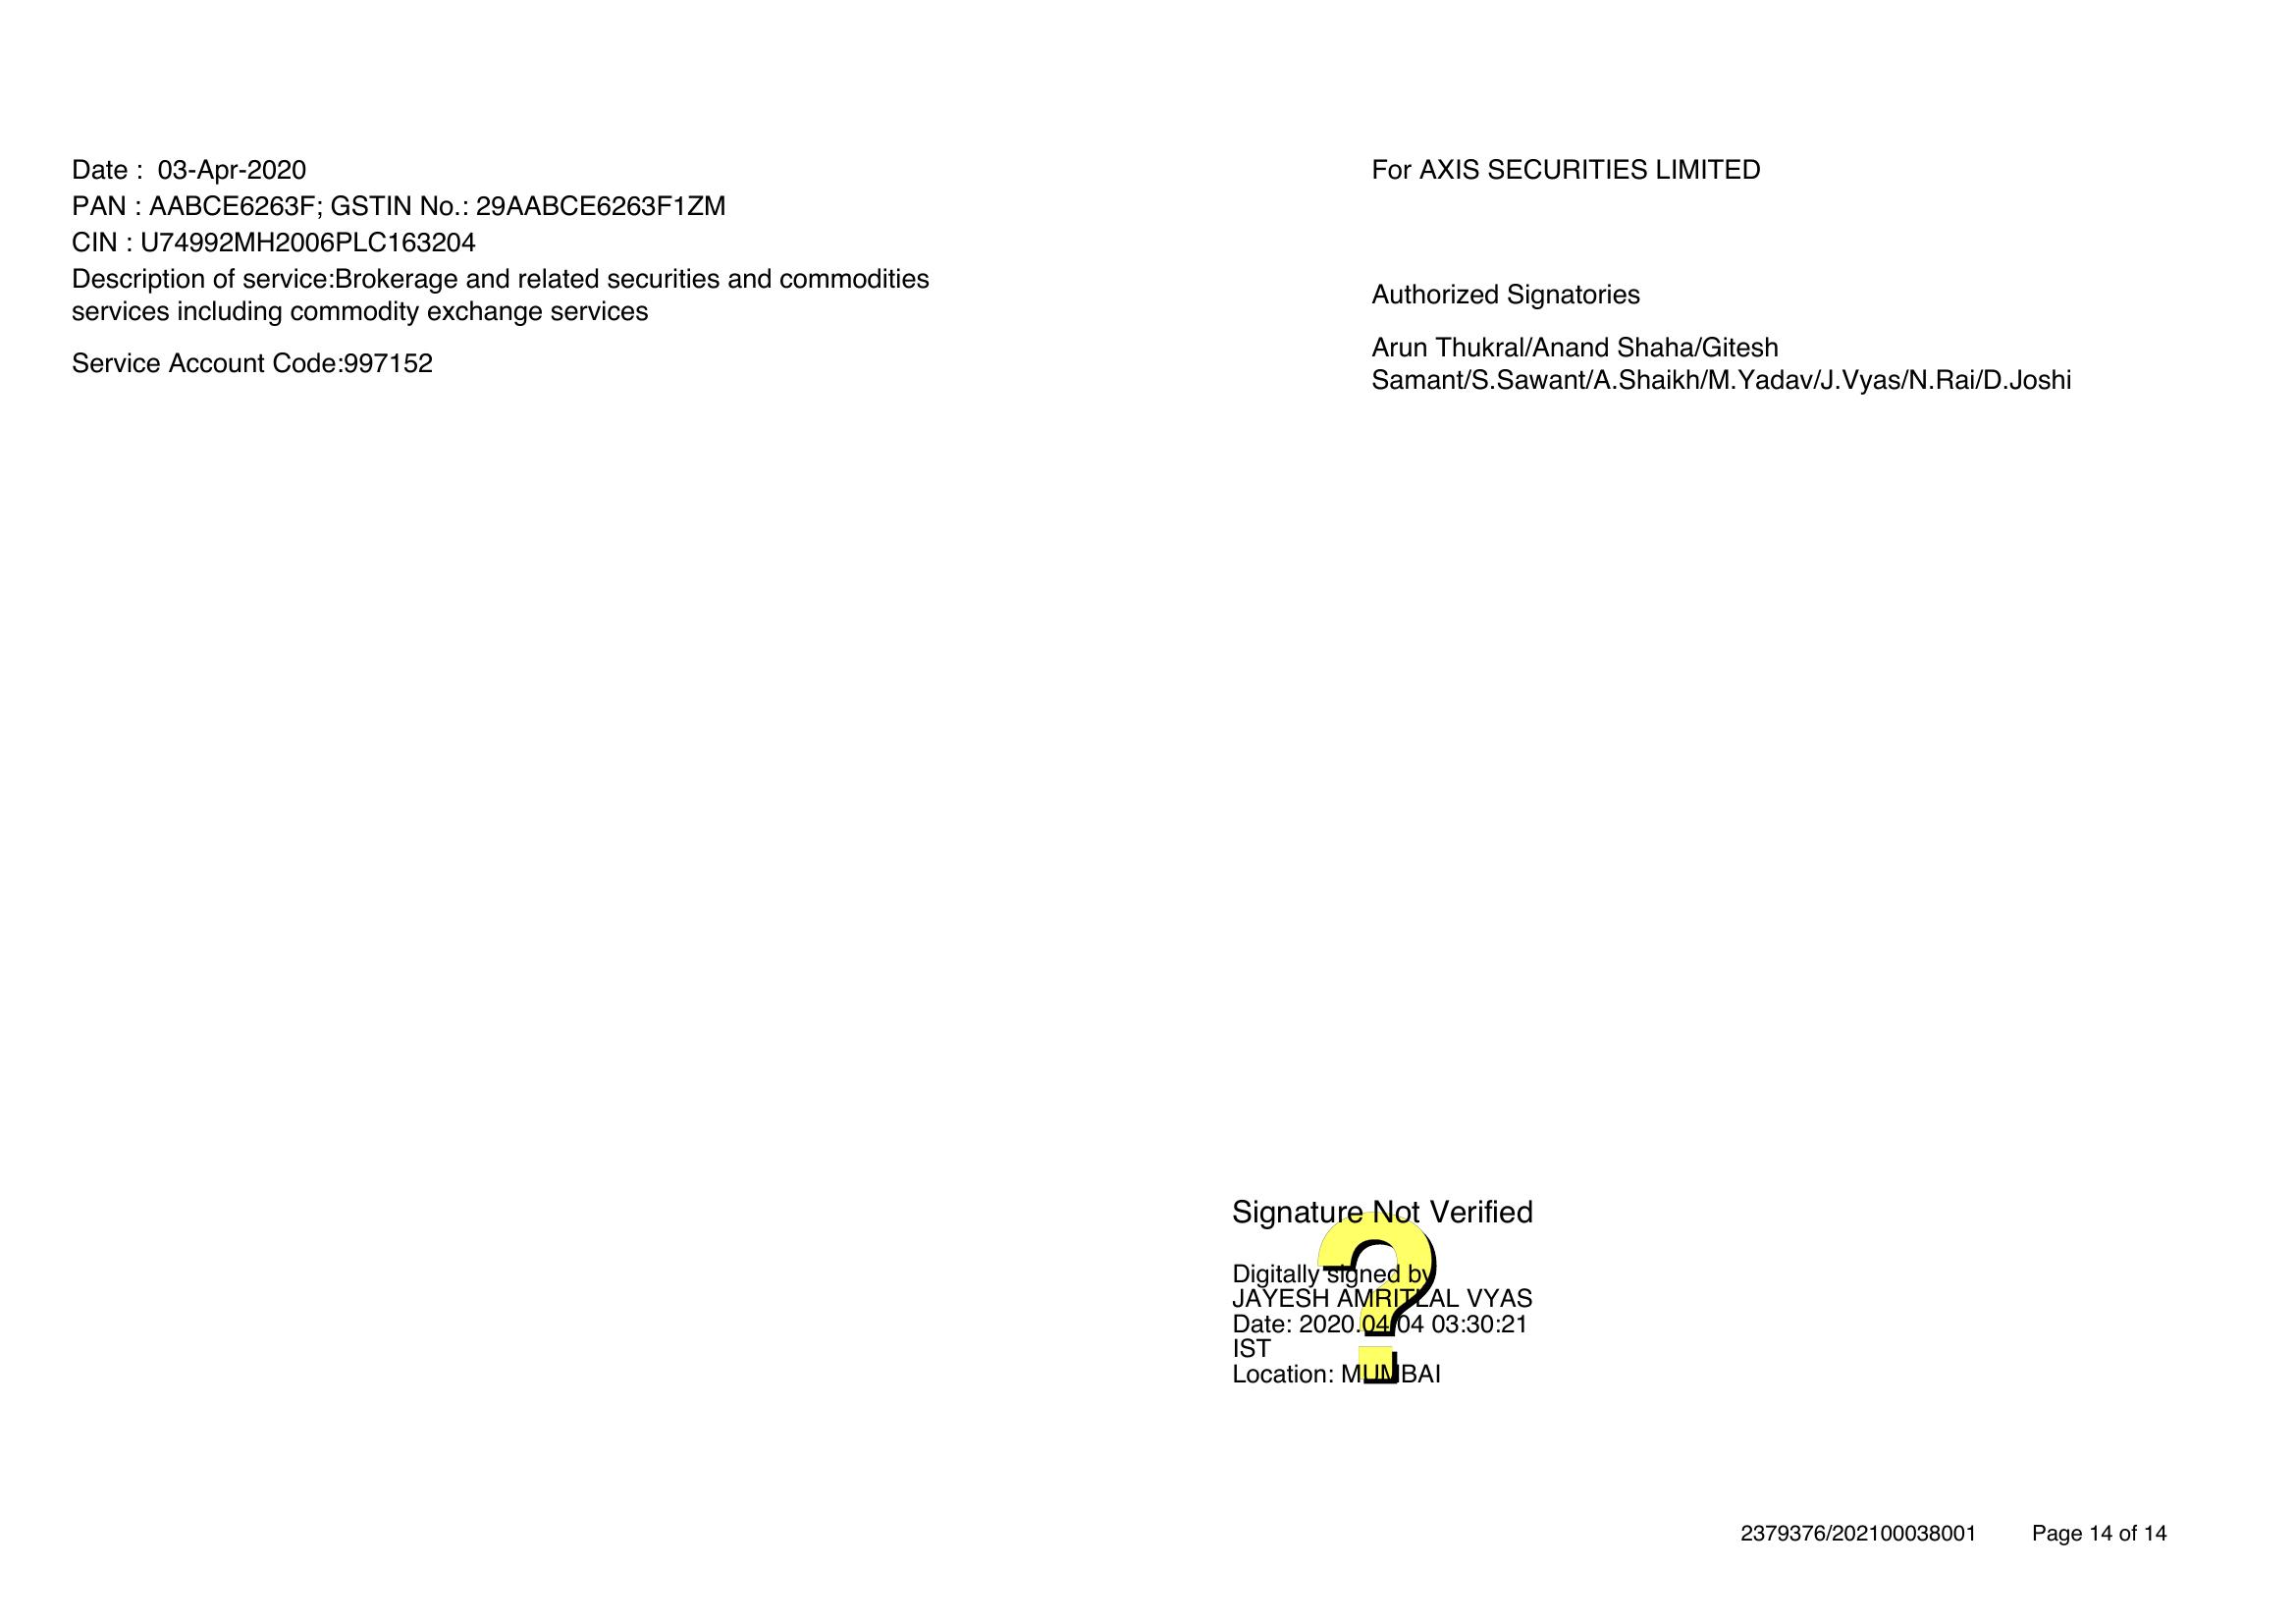 Date :  03-Apr-2020
PAN : AABCE6263F; GSTIN No.: 29AABCE6263F1ZM
CIN : U74992MH2006PLC163204
Description of service:Brokerage and related securities and commodities
services including commodity exchange services
Service Account Code:997152
For AXIS SECURITIES LIMITED
Authorized Signatories
Arun Thukral/Anand Shaha/Gitesh
Samant/S.Sawant/A.Shaikh/M.Yadav/J.Vyas/N.Rai/D.Joshi
Signature Not Verified
Digitally signed by
JAYESH AMRITLAL VYAS
Date: 2020.04.04 03:30:21
IST
Location: MUMBAI
2379376/202100038001 Page 14 of 14